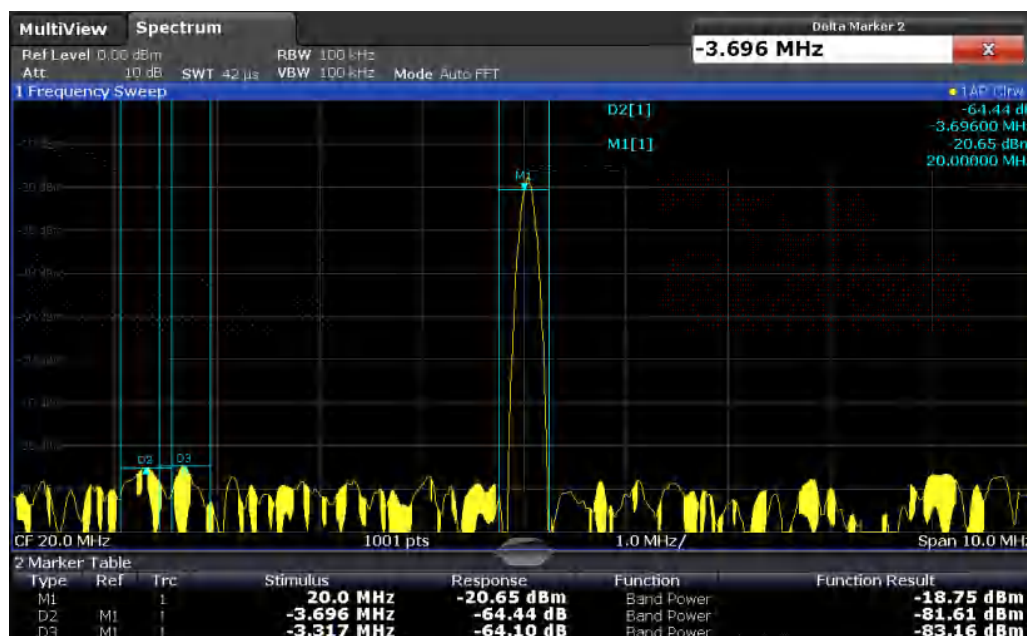 MultiView Spectrum
Delta Marker 2
-3.696 MHz
Ref Level 0.00 dBm RBW 100 kHz
Att 10 dB SWT 42 µs VBW 100 kHz Mode Auto FFT
1 Frequency Sweep 1AP Clrw
D2[1] -64.44 d
-3.69600 MH
M1[1] -20.65 dBm
20.00000 MH
M1
D2 D3
CF 20.0 MHz 1001 pts 1.0 MHz/ Span 10.0 MHz
2 Marker Table
Type Ref Trc Stimulus Response Function Function Result
M1 1 20.0 MHz -20.65 dBm Band Power -18.75 dBm
D2 M1 1 -3.696 MHz -64.44 dB Band Power -81.61 dBm
D3 M1 1 -3.317 MHz -64.10 dB Band Power -83.16 dBm